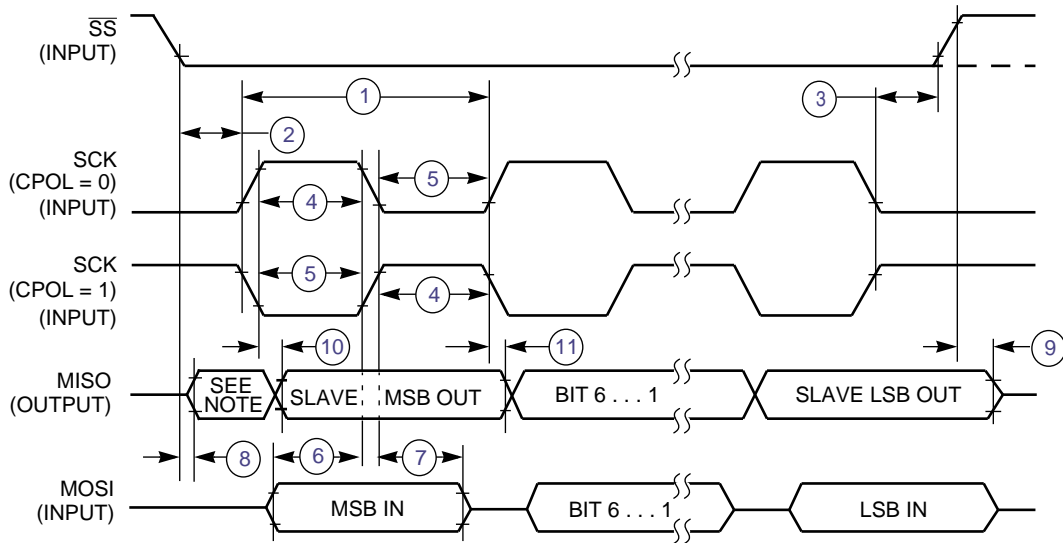 SS
(INPUT)
1
3
2
SCK
(CPOL = 0)
(INPUT)
5
4
SCK
(CPOL = 1)
(INPUT)
5
4
10
11
9
MISO
(OUTPUT)
SEE
NOTE
SLAVE
MSB OUT
BIT 6 . . . 1
SLAVE LSB OUT
8
6
7
MOSI
(INPUT)
MSB IN
BIT 6 . . . 1
LSB IN